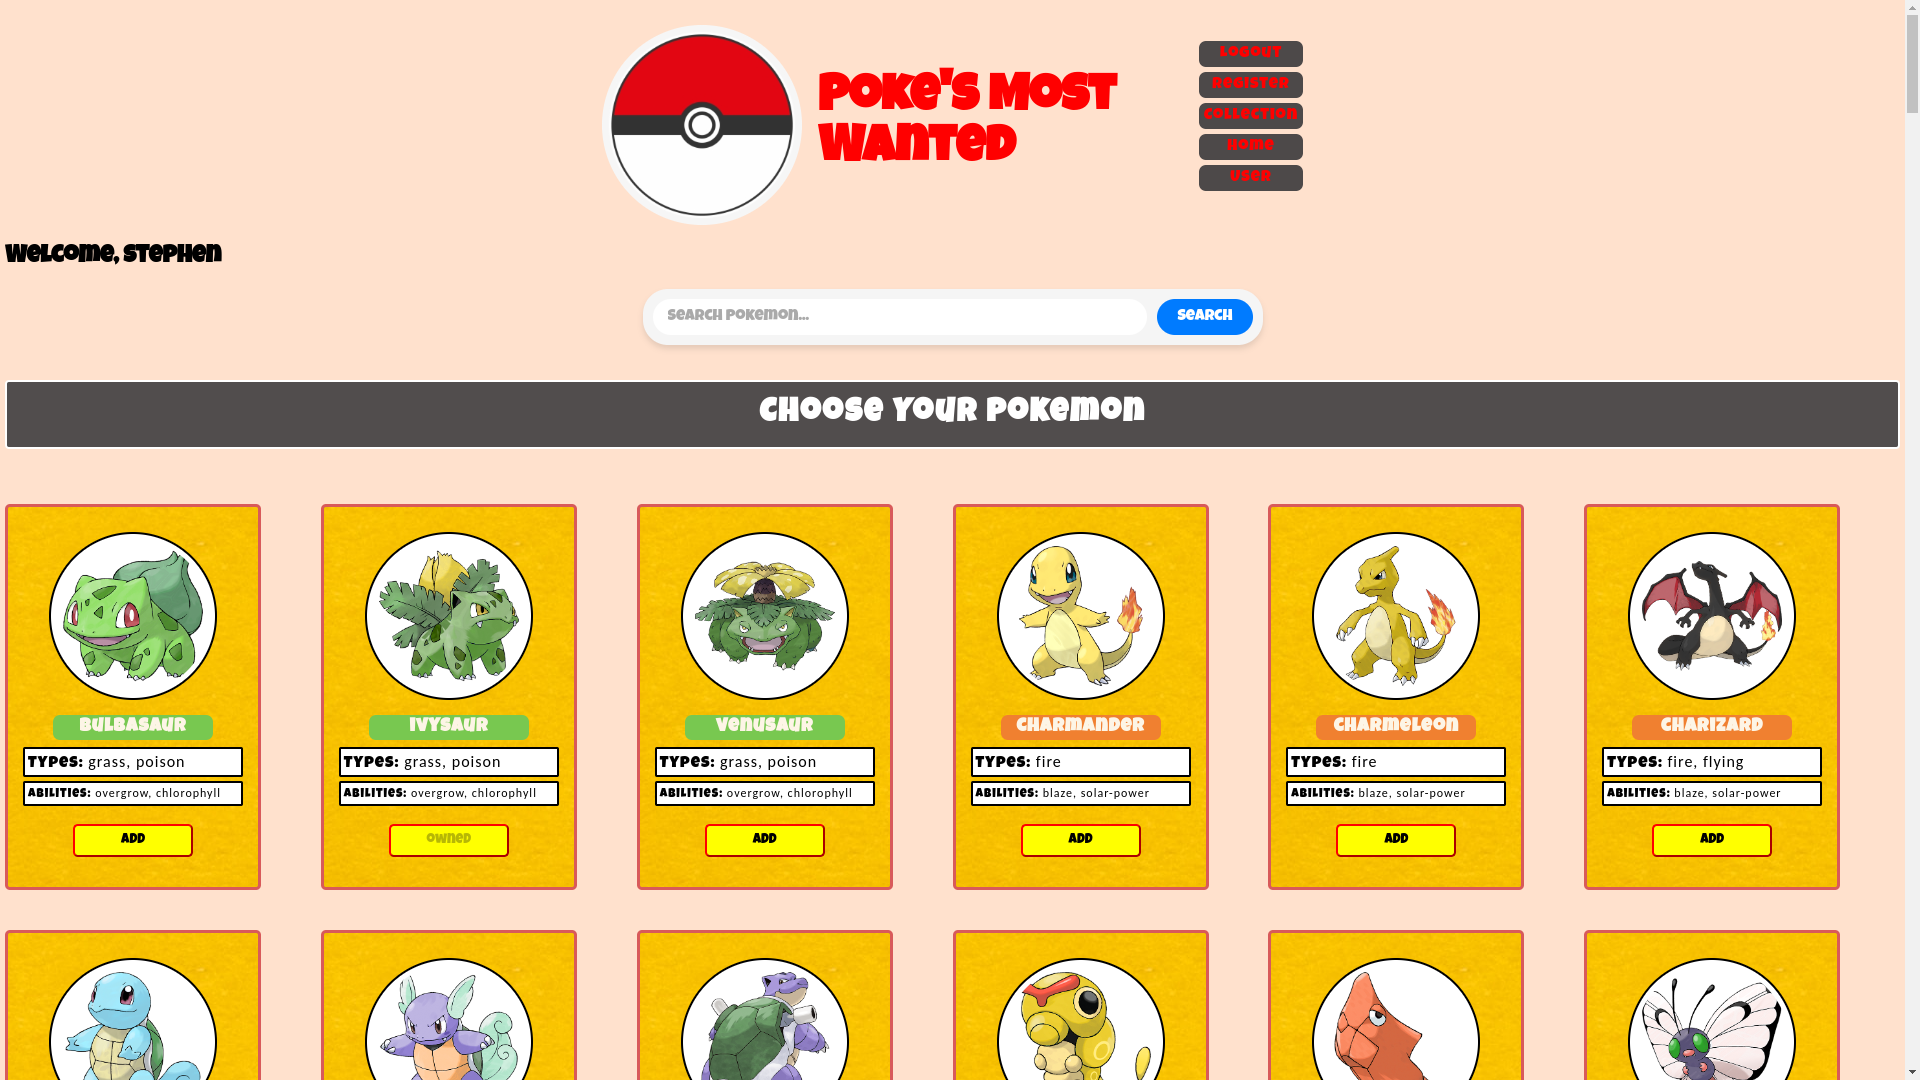 Poke's Most
Wanted
Logout
Register
Collection
Home
User
Welcome, Stephen
Search Pokemon...
Search
Choose Your Pokemon
Bulbasaur
Types: grass, poison
Abilities: overgrow, chlorophyll
Add
Ivysaur
Types: grass, poison
Abilities: overgrow, chlorophyll
Owned
Venusaur
Types: grass, poison
Abilities: overgrow, chlorophyll
Add
Charmander
Types: fire
Abilities: blaze, solar-power
Add
Charmeleon
Types: fire
Abilities: blaze, solar-power
Add
Charizard
Types: fire, flying
Abilities: blaze, solar-power
Add